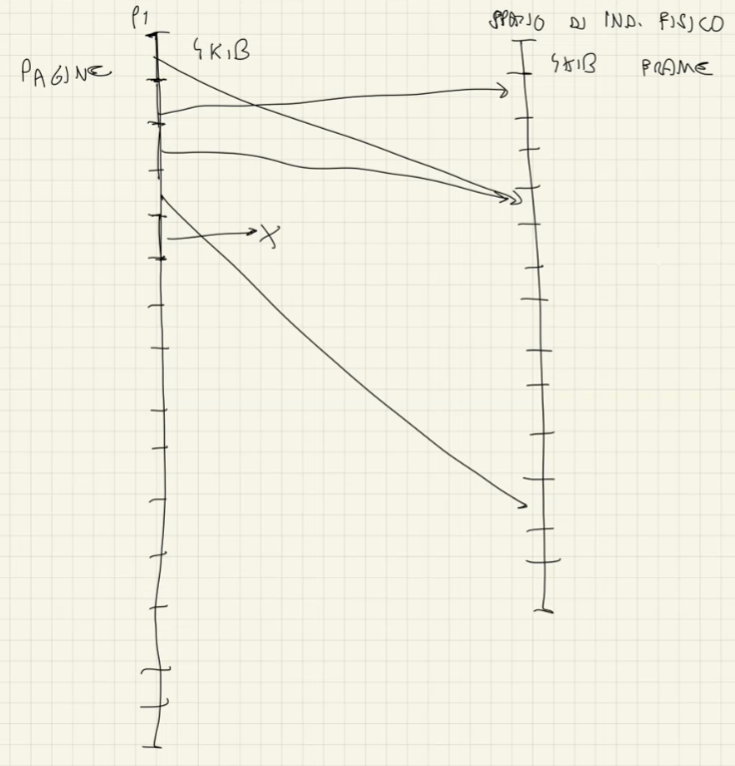 P1
SPAZIO DI IND. FISICO
4KIB
PAGINE
4KIB FRAME
X